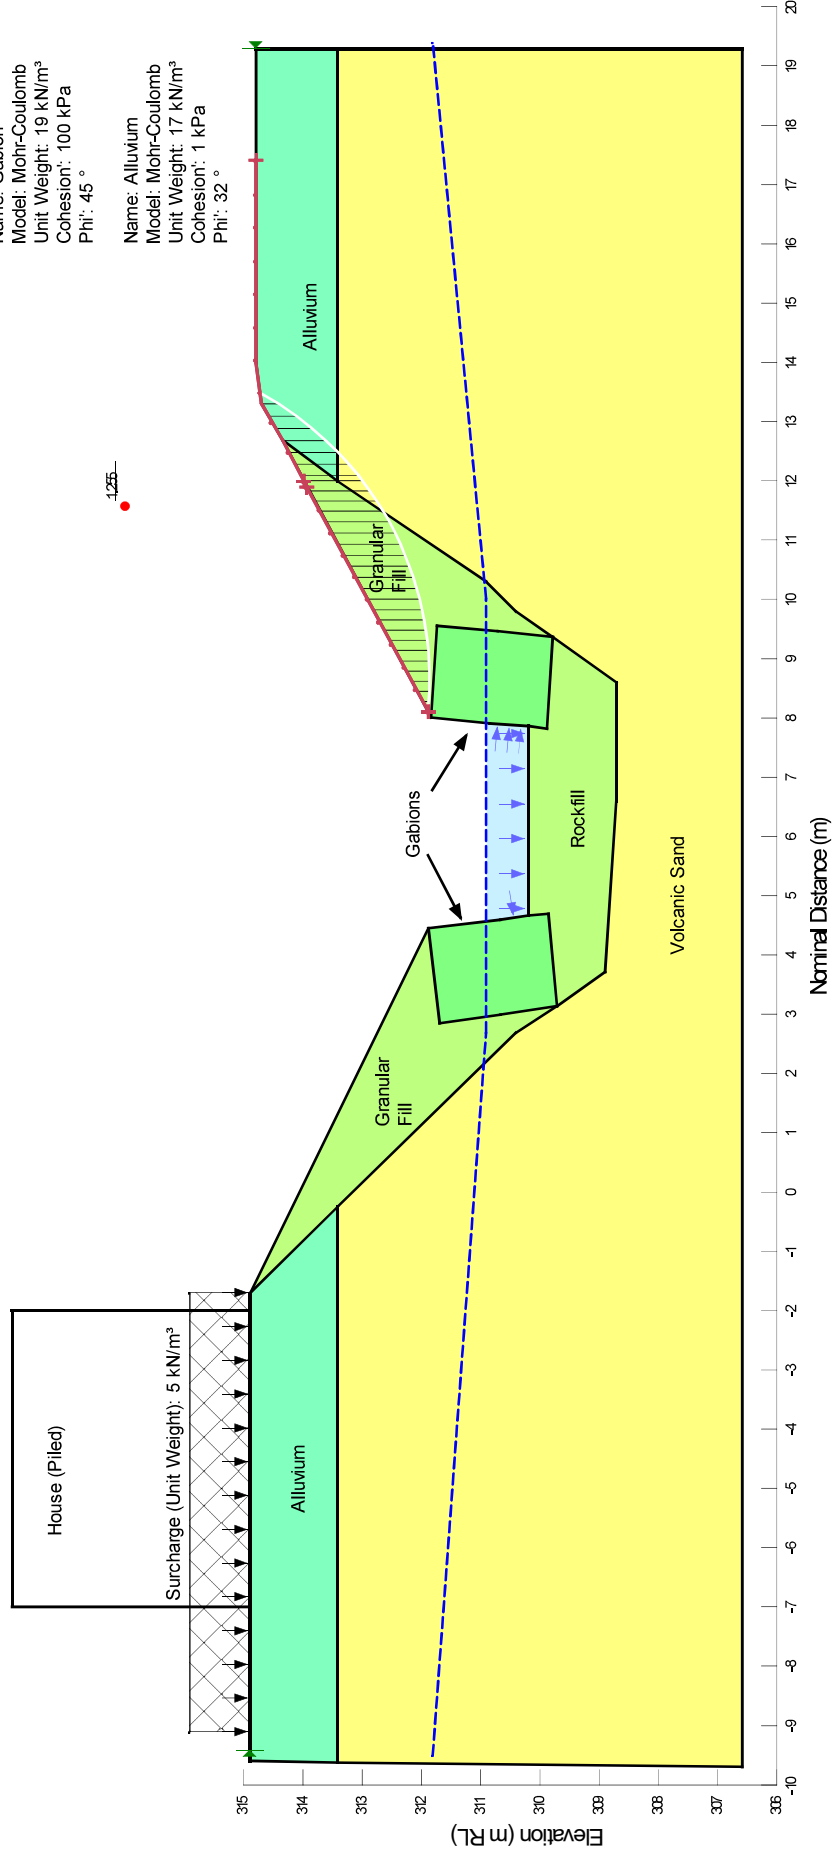 Model: Mohr-Coulomb
Unit Weight: 19 kN/m³
Cohesion': 100 kPa
Phi': 45 °
Name: Alluvium
Model: Mohr-Coulomb
Unit Weight: 17 kN/m³
Cohesion': 1 kPa
Phi': 32 °
House (Piled)
Surcharge (Unit Weight): 5 kN/m³
Alluvium
Granular
Fill
Gabions
Granular
Fill
Alluvium
Rockfill
Volcanic Sand
Elevation (m RL)
315
314
313
312
311
310
309
308
307
306
-10
-9
-8
-7
-6
-5
-4
-3
-2
-1
0
1
2
3
4
5
6
7
8
9
10
11
12
13
14
15
16
17
18
19
20
Nominal Distance (m)